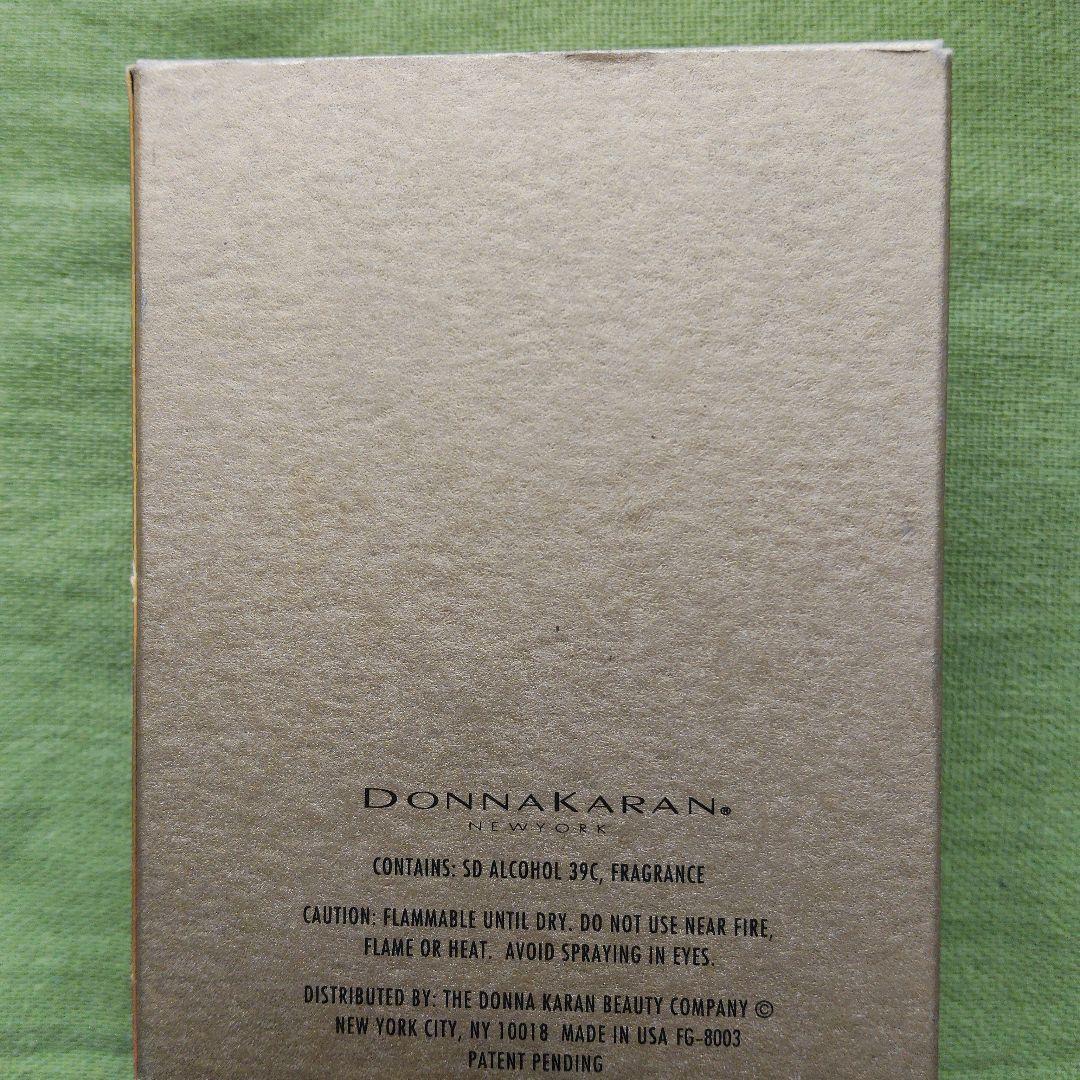 DONNAKARAN®
NEWYORK
CONTAINS: SD ALCOHOL 39C, FRAGRANCE
CAUTION: FLAMMABLE UNTIL DRY. DO NOT USE NEAR FIRE,
FLAME OR HEAT. AVOID SPRAYING IN EYES.
DISTRIBUTED BY: THE DONNA KARAN BEAUTY COMPANY ©
NEW YORK CITY, NY 10018 MADE IN USA FG-8003
PATENT PENDING